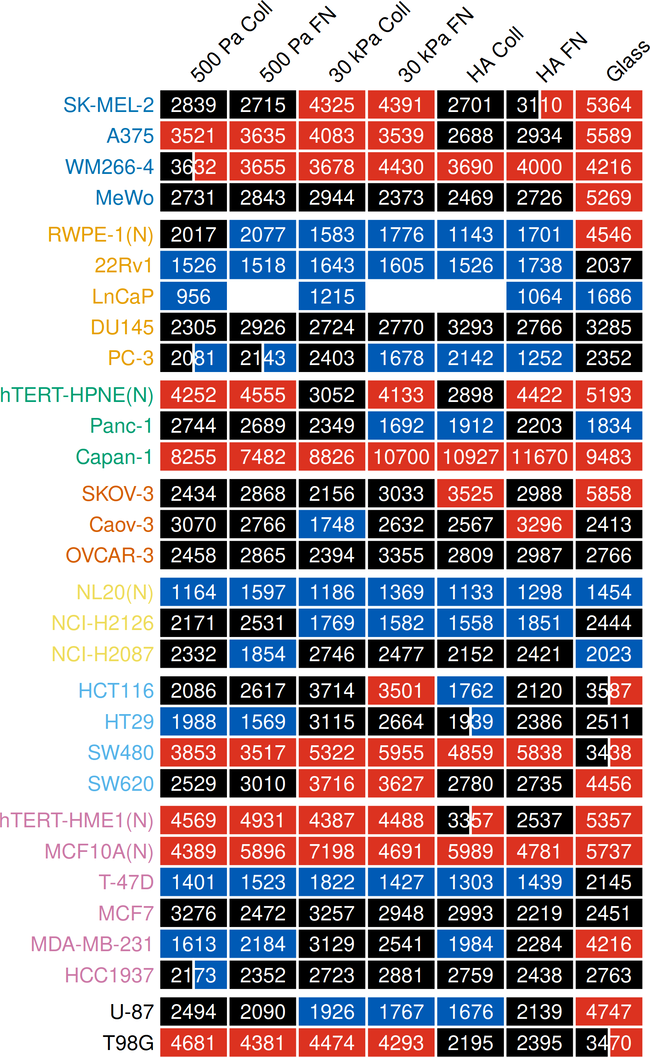 500 Pa Coll 500 Pa FN 30 kPa Coll 30 kPa FN HA Coll HA FN Glass
SK-MEL-2 2839 2715 4325 4391 2701 3110 5364
A375 3521 3635 4083 3539 2688 2934 5589
WM266-4 3632 3655 3678 4430 3690 4000 4216
MeWo 2731 2843 2944 2373 2469 2726 5269
RWPE-1(N) 2017 2077 1583 1776 1143 1701 4546
22Rv1 1526 1518 1643 1605 1526 1738 2037
LnCaP 956 1215 1064 1686
DU145 2305 2926 2724 2770 3293 2766 3285
PC-3 2081 2143 2403 1678 2142 1252 2352
hTERT-HPNE(N) 4252 4555 3052 4133 2898 4422 5193
Panc-1 2744 2689 2349 1692 1912 2203 1834
Capan-1 8255 7482 8826 10700 10927 11670 9483
SKOV-3 2434 2868 2156 3033 3525 2988 5858
Caov-3 3070 2766 1748 2632 2567 3296 2413
OVCAR-3 2458 2865 2394 3355 2809 2987 2766
NL20(N) 1164 1597 1186 1369 1133 1298 1454
NCI-H2126 2171 2531 1769 1582 1558 1851 2444
NCI-H2087 2332 1854 2746 2477 2152 2421 2023
HCT116 2086 2617 3714 3501 1762 2120 3587
HT29 1988 1569 3115 2664 1939 2386 2511
SW480 3853 3517 5322 5955 4859 5838 3438
SW620 2529 3010 3716 3627 2780 2735 4456
hTERT-HME1(N) 4569 4931 4387 4488 3357 2537 5357
MCF10A(N) 4389 5896 7198 4691 5989 4781 5737
T-47D 1401 1523 1822 1427 1303 1439 2145
MCF7 3276 2472 3257 2948 2993 2219 2451
MDA-MB-231 1613 2184 3129 2541 1984 2284 4216
HCC1937 2173 2352 2723 2881 2759 2438 2763
U-87 2494 2090 1926 1767 1676 2139 4747
T98G 4681 4381 4474 4293 2195 2395 3470